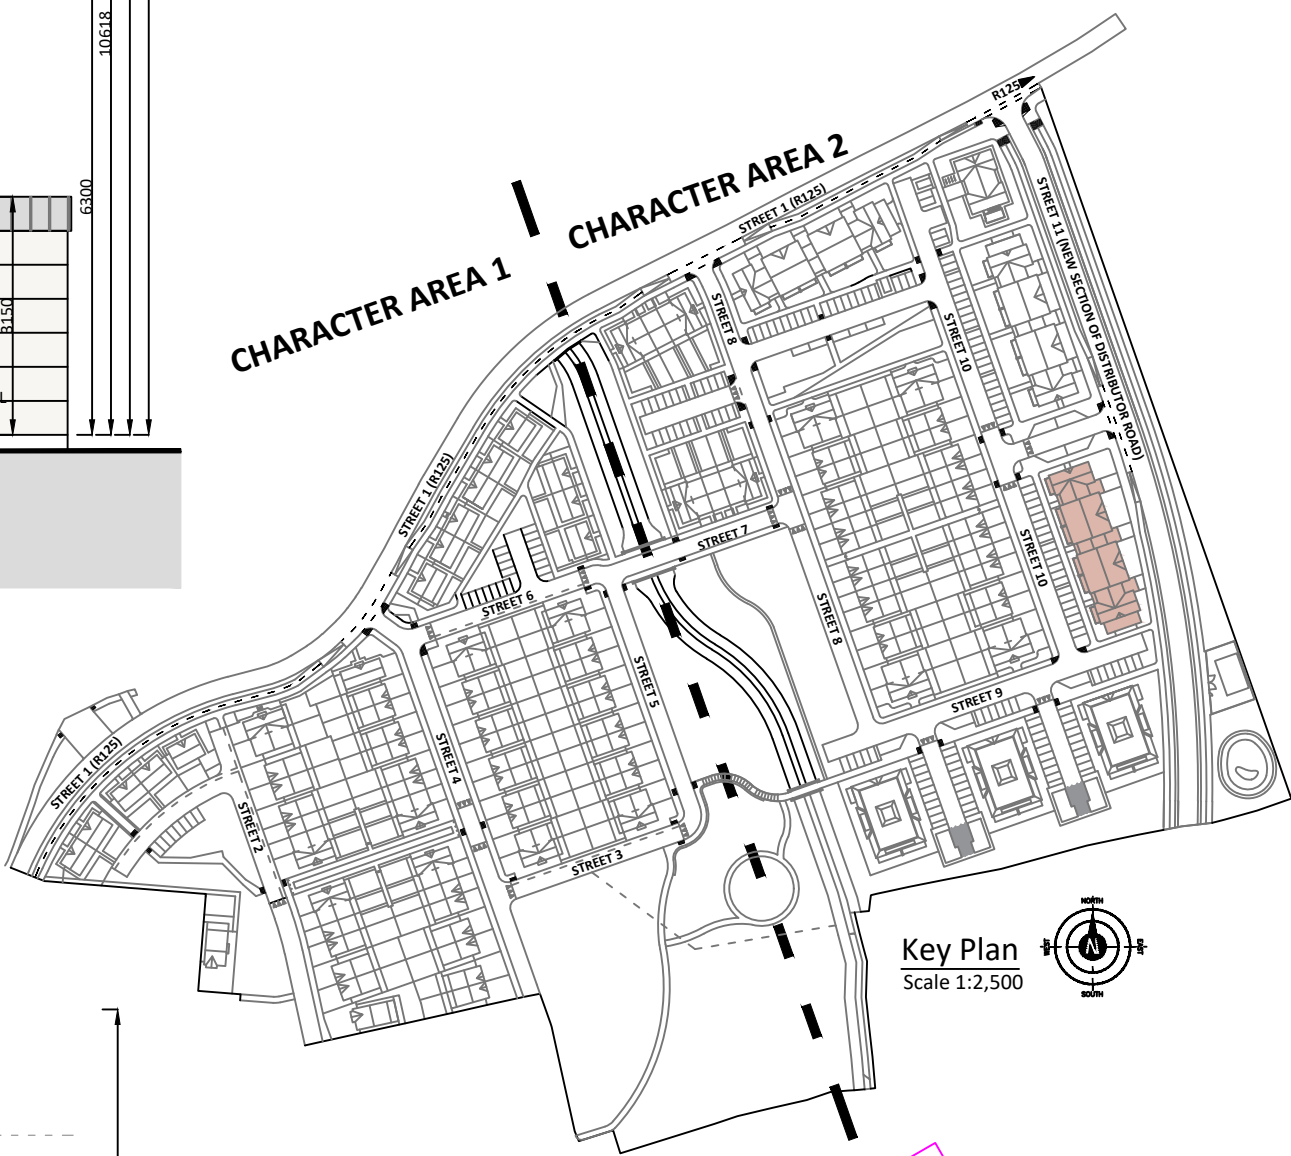 10618
6300
3150
CHARACTER AREA 1
CHARACTER AREA 2
R125
STREET 1 (R125)
STREET 11 (NEW SECTION OF DISTRIBUTOR ROAD)
STREET 8
STREET 10
STREET 1 (R125)
STREET 7
STREET 10
STREET 6
STREET 8
STREET 5
STREET 9
STREET 4
STREET 1 (R125)
STREET 2
STREET 3
Key Plan
Scale 1:2,500
NORTH
WEST
N
EAST
SOUTH